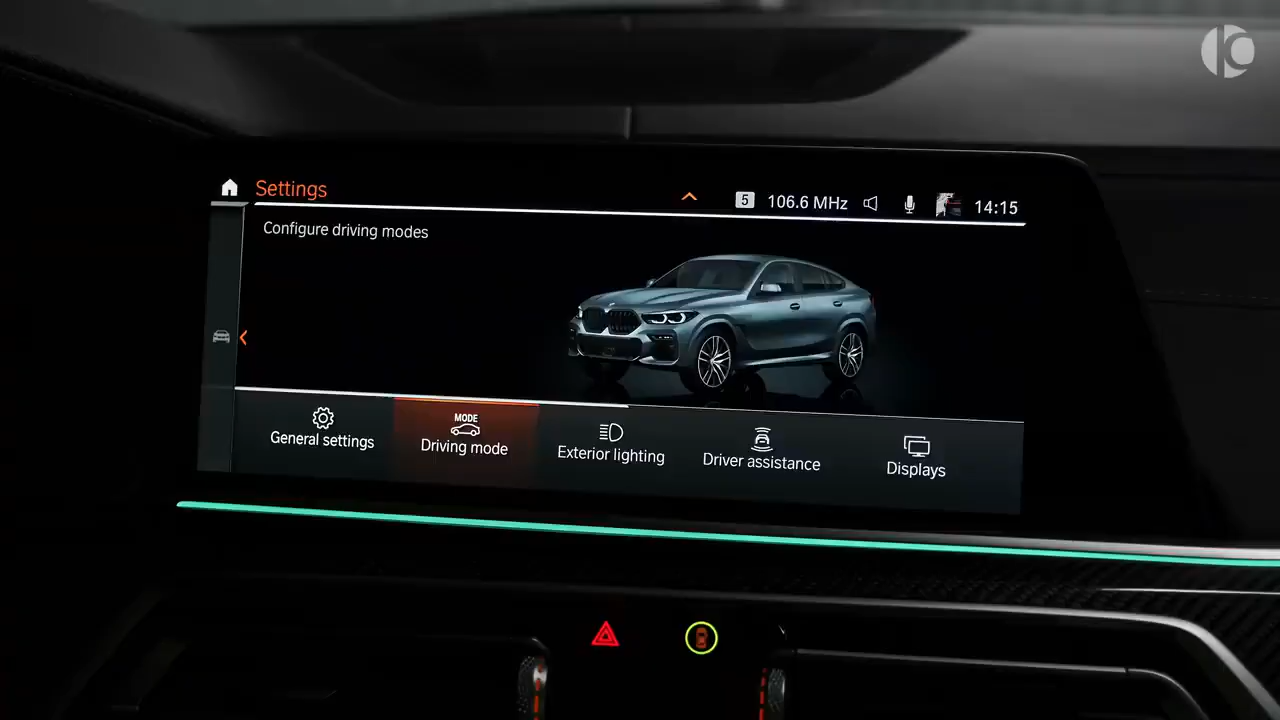 Settings
5 106.6 MHz 14:15
Configure driving modes
General settings
MODE
Driving mode
Exterior lighting
Driver assistance
Displays